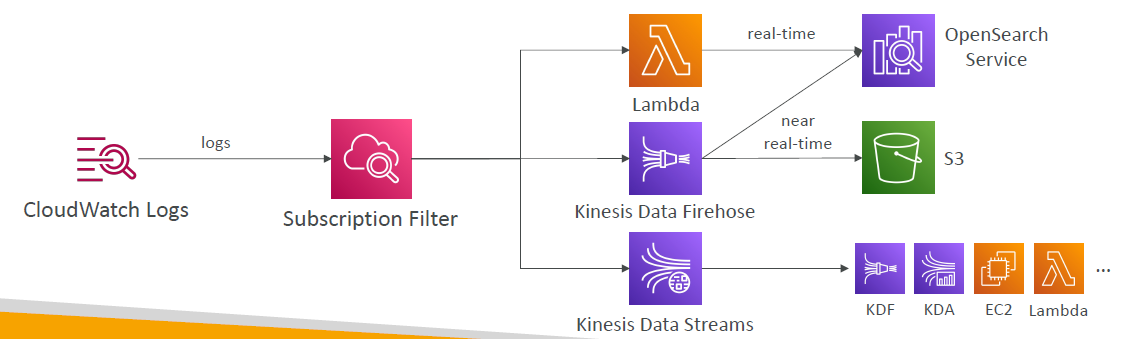 CloudWatch Logs
logs
Subscription Filter
Lambda
real-time
OpenSearch
Service
Kinesis Data Firehose
near
real-time
S3
Kinesis Data Streams
KDF
KDA
EC2
Lambda
...